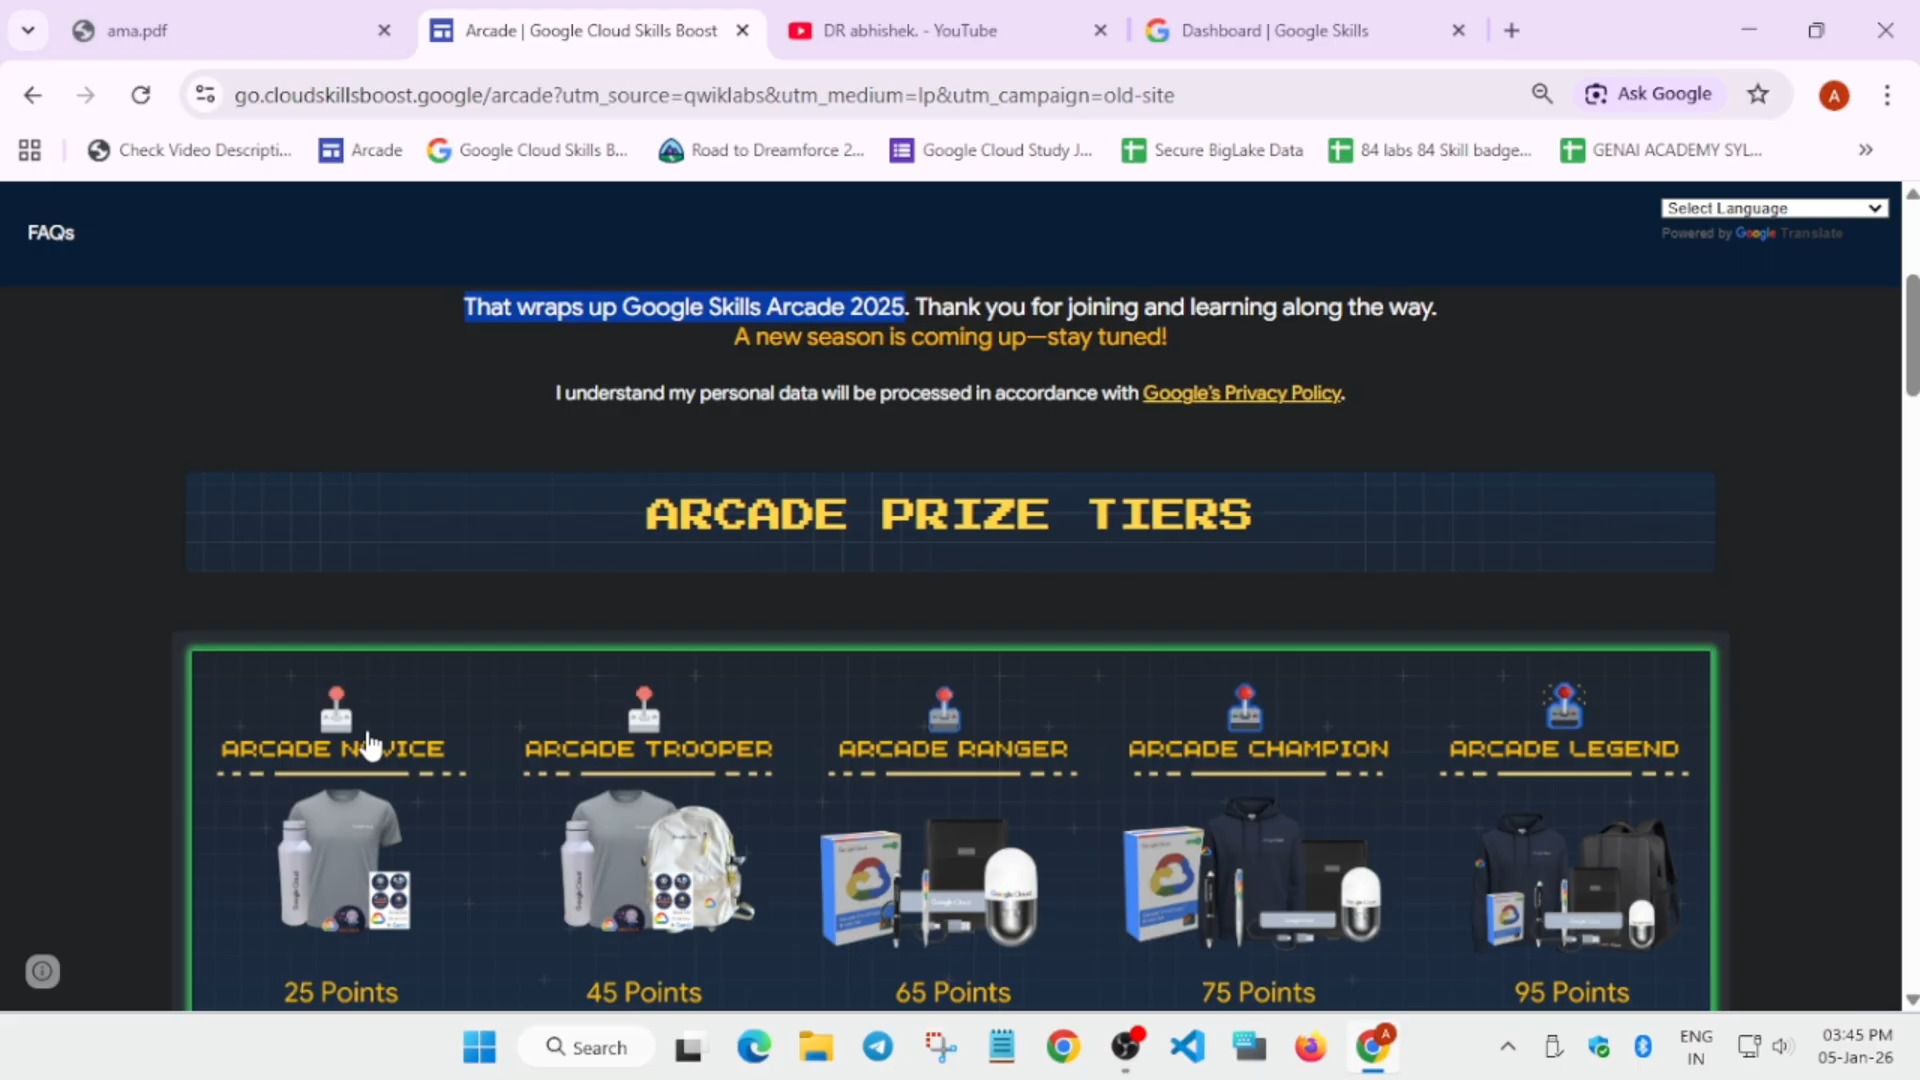 ama.pdf
Arcade | Google Cloud Skills Boost
DR abhishek. - YouTube
Dashboard | Google Skills
go.cloudskillsboost.google/arcade?utm_source=qwiklabs&utm_medium=lp&utm_campaign=old-site
Ask Google
A
Check Video Descripti...
Arcade
Google Cloud Skills B...
Road to Dreamforce 2...
Google Cloud Study J...
Secure BigLake Data
84 labs 84 Skill badge...
GENAI ACADEMY SYL...
FAQs
Select Language
Powered by Google Translate
That wraps up Google Skills Arcade 2025. Thank you for joining and learning along the way.
A new season is coming up—stay tuned!
I understand my personal data will be processed in accordance with Google's Privacy Policy.
ARCADE PRIZE TIERS
ARCADE NOVICE
ARCADE TROOPER
ARCADE RANGER
ARCADE CHAMPION
ARCADE LEGEND
25 Points
45 Points
65 Points
75 Points
95 Points
Search
A
ENG
IN
03:45 PM
05-Jan-26